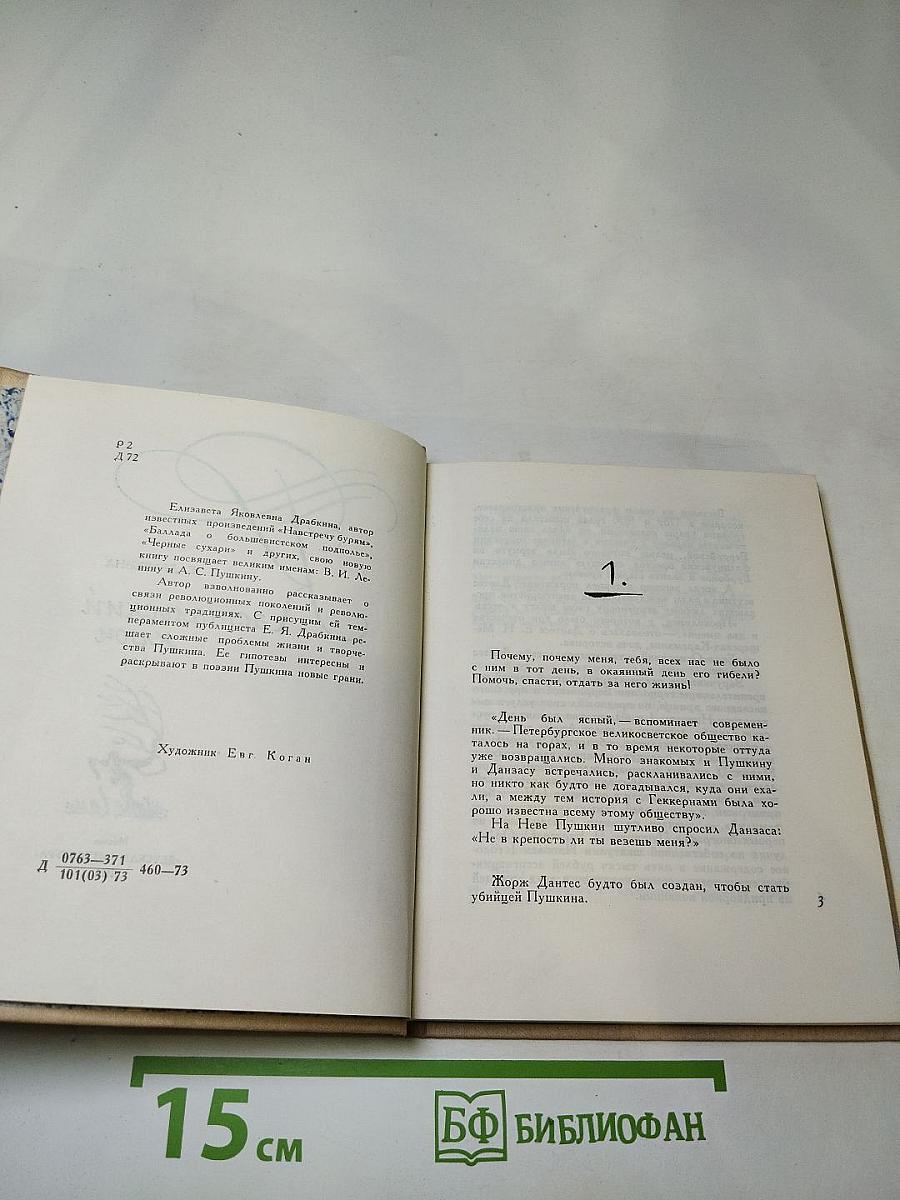 Р 2
Д 72
Елизавета Яковлевна Драбкина, автор
известных произведений «Навстречу бурям»,
«Баллада о большевистском подполье»,
«Черные сухари» и других, свою новую
книгу посвящает великим именам: В. И. Ле-
нину и А. С. Пушкину.
Автор взволнованно рассказывает о
связи революционных поколений и револю-
ционных традициях. С присущим ей тем-
пераментом публициста Е. Я. Драбкина ре-
шает сложные проблемы жизни и творче-
ства Пушкина. Ее гипотезы интересны и
раскрывают в поэзии Пушкина новые грани.
Художник Евг. Коган
Д 0763—371 460—73
101(03) 73
1.
Почему, почему меня, тебя, всех нас не было
с ним в тот день, в окаянный день его гибели?
Помочь, спасти, отдать за него жизнь!
«День был ясный, — вспоминает современ-
ник. — Петербургское великосветское общество ка-
талось на горах, и в то время некоторые оттуда
уже возвращались. Много знакомых и Пушкину
и Данзасу встречались, раскланивались с ними,
но никто как будто не догадывался, куда они еха-
ли, а между тем история с Геккернами была хо-
рошо известна всему этому обществу».
На Неве Пушкин шутливо спросил Данзаса:
«Не в крепость ли ты везешь меня?»
Жорж Дантес будто был создан, чтобы стать
убийцей Пушкина.
3
15 см
БФ БИБЛИОФАН